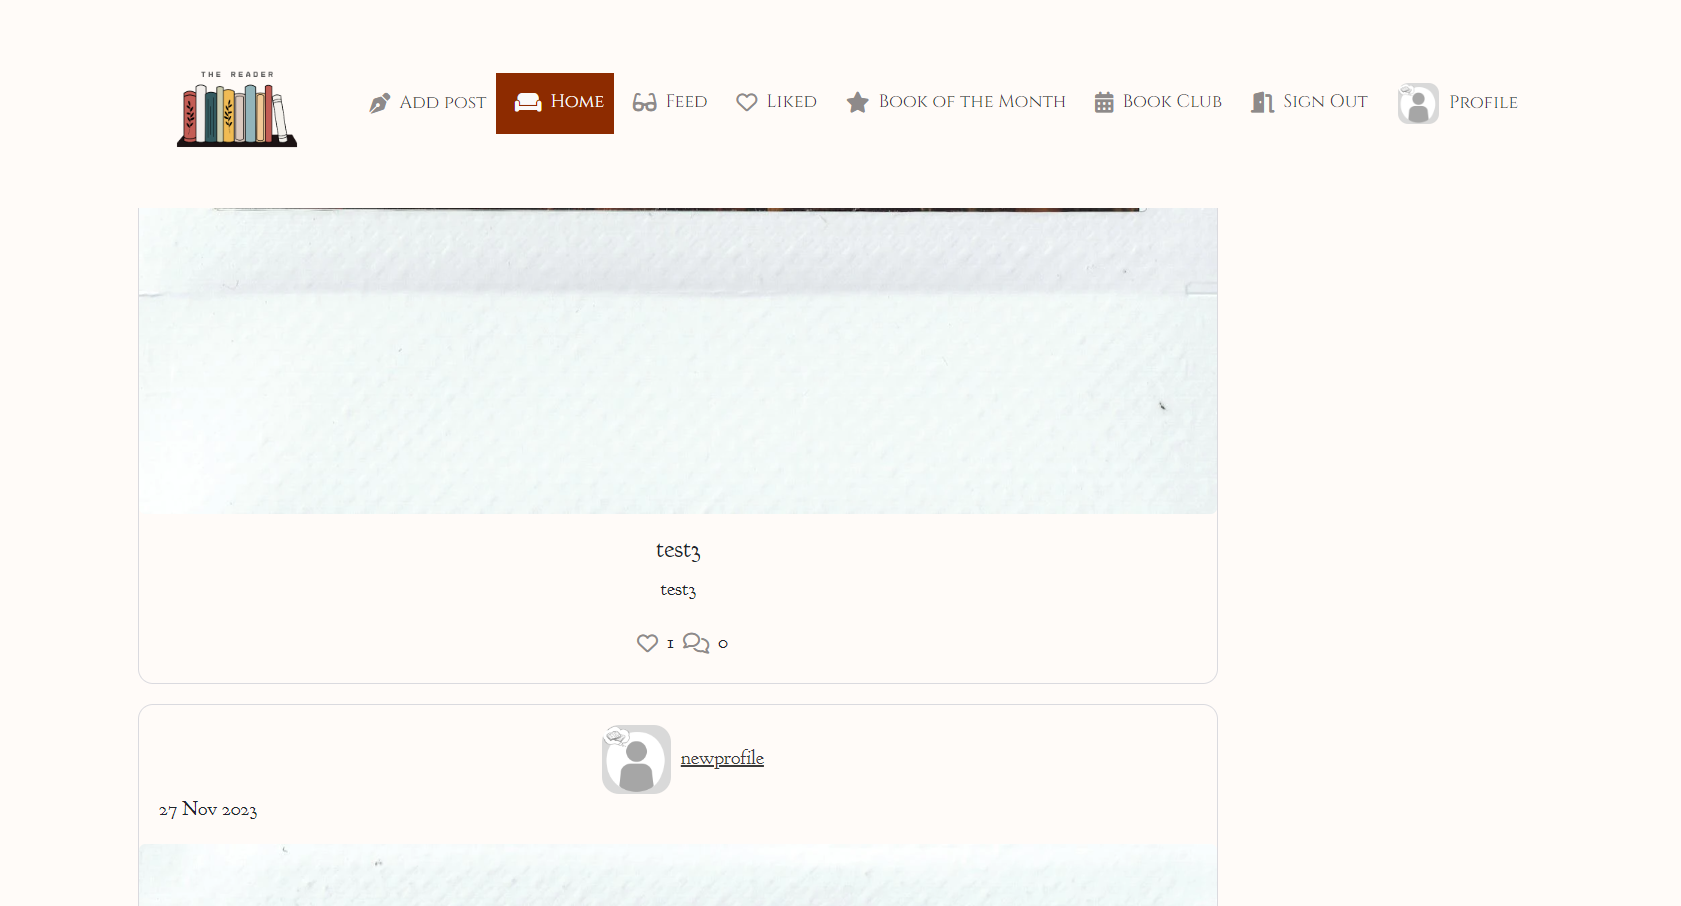 THE READER
Add post Home Feed Liked Book of the Month Book Club Sign Out Profile
test3
test3
1 0
newprofile
27 Nov 2023